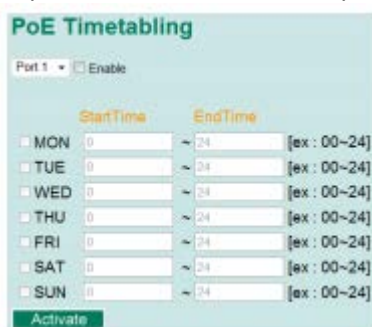 PoE Timetabling
Port 1 Enable
StartTime EndTime
MON 0 ~ 24 [ex : 00~24]
TUE 0 ~ 24 [ex : 00~24]
WED 0 ~ 24 [ex : 00~24]
THU 0 ~ 24 [ex : 00~24]
FRI 0 ~ 24 [ex : 00~24]
SAT 0 ~ 24 [ex : 00~24]
SUN 0 ~ 24 [ex : 00~24]
Activate